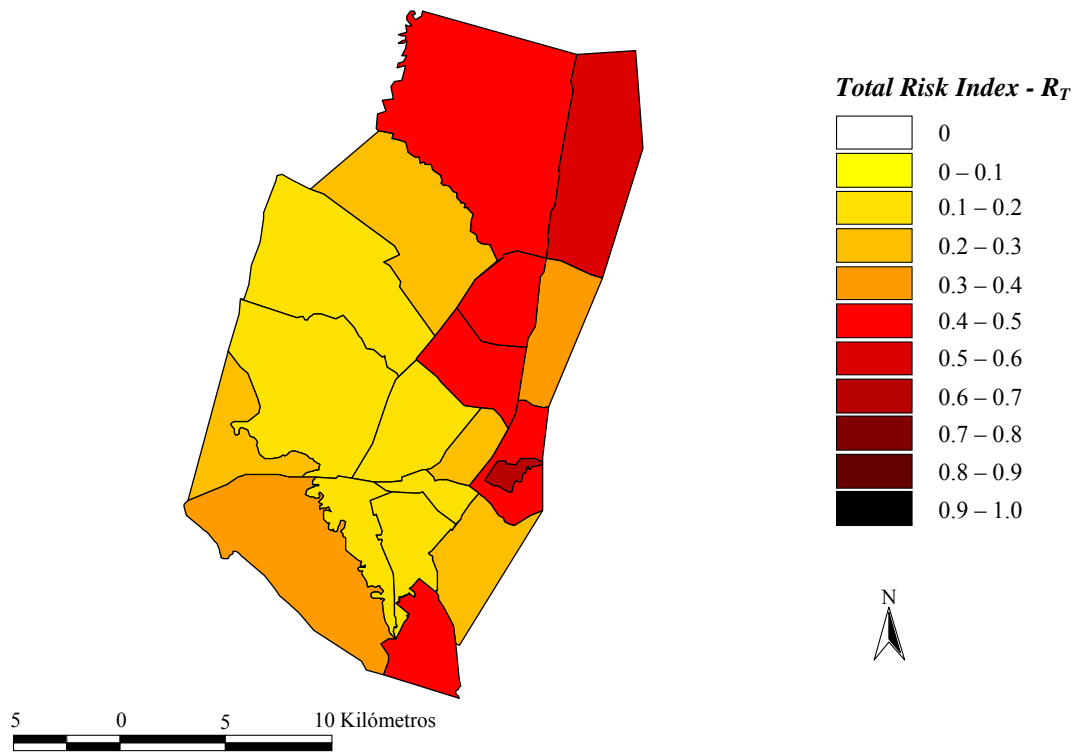 Total Risk Index - R_T
0
0 – 0.1
0.1 – 0.2
0.2 – 0.3
0.3 – 0.4
0.4 – 0.5
0.5 – 0.6
0.6 – 0.7
0.7 – 0.8
0.8 – 0.9
0.9 – 1.0
N
5 0 5 10 Kilómetros